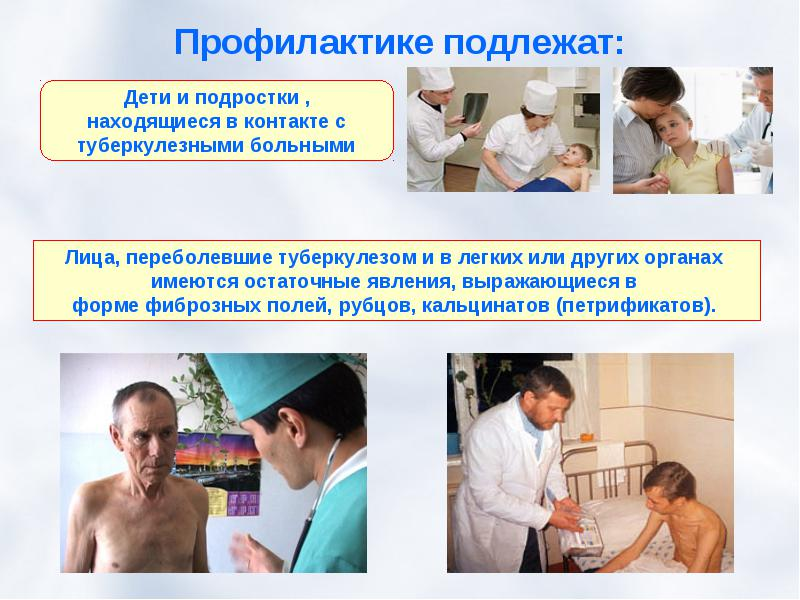 Профилактике подлежат:
Дети и подростки ,
находящиеся в контакте с
туберкулезными больными
Лица, переболевшие туберкулезом и в легких или других органах
имеются остаточные явления, выражающиеся в
форме фиброзных полей, рубцов, кальцинатов (петрификатов).